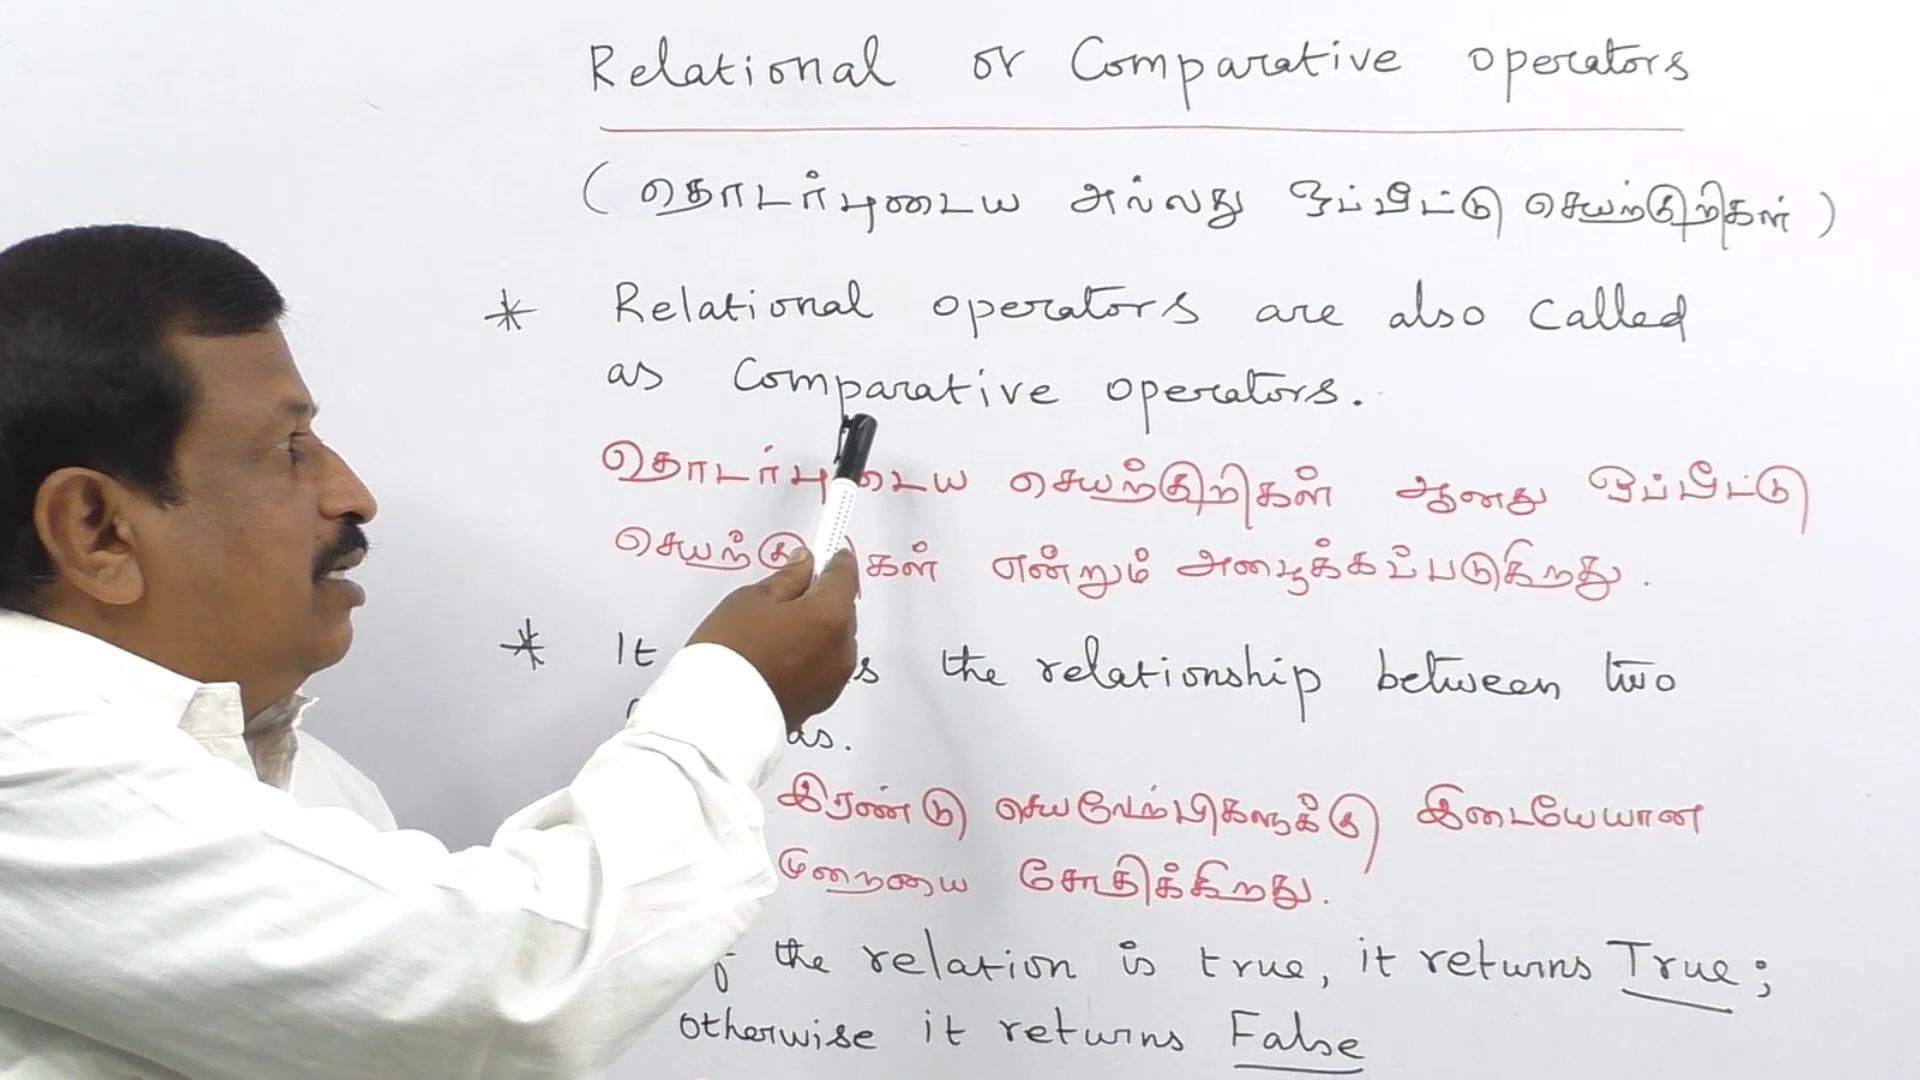 Relational or Comparative operators
( தொடர்புடைய அல்லது ஒப்பீட்டு செயற்குறிகள் )
* Relational operators are also called
as Comparative operators.
தொடர்புடைய செயற்குறிகள் ஆனது ஒப்பீட்டு
கள் என்றும் அழைக்கப்படுகிறது.
* It the relationship between two
இரண்டு செயலேற்பிகளுக்கு இடையேயான
முறையை சோதிக்கிறது.
the relation is true, it returns True;
otherwise it returns False